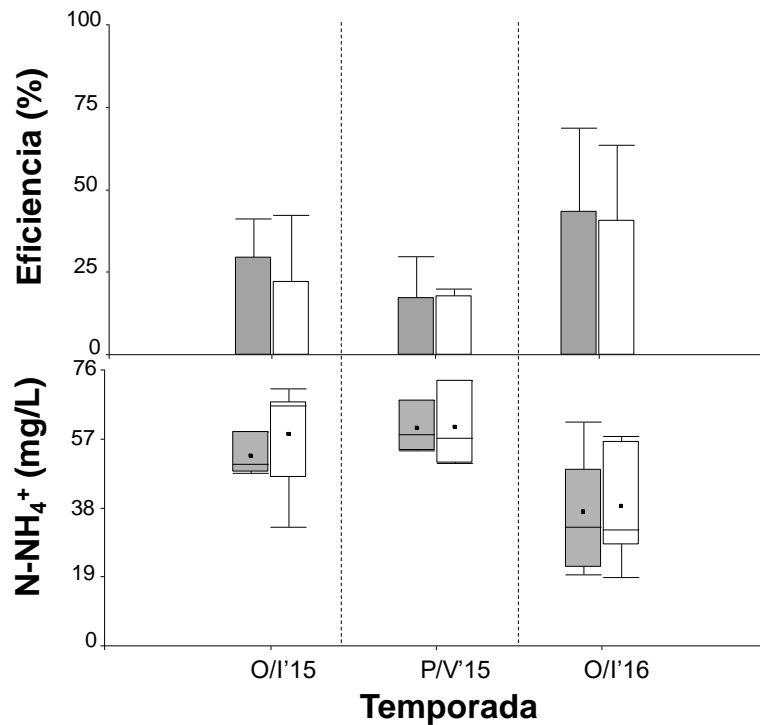 Eficiencia (%)
100
75
50
25
0
N-NH₄⁺ (mg/L)
76
57
38
19
0
O/I’15 P/V’15 O/I’16
Temporada